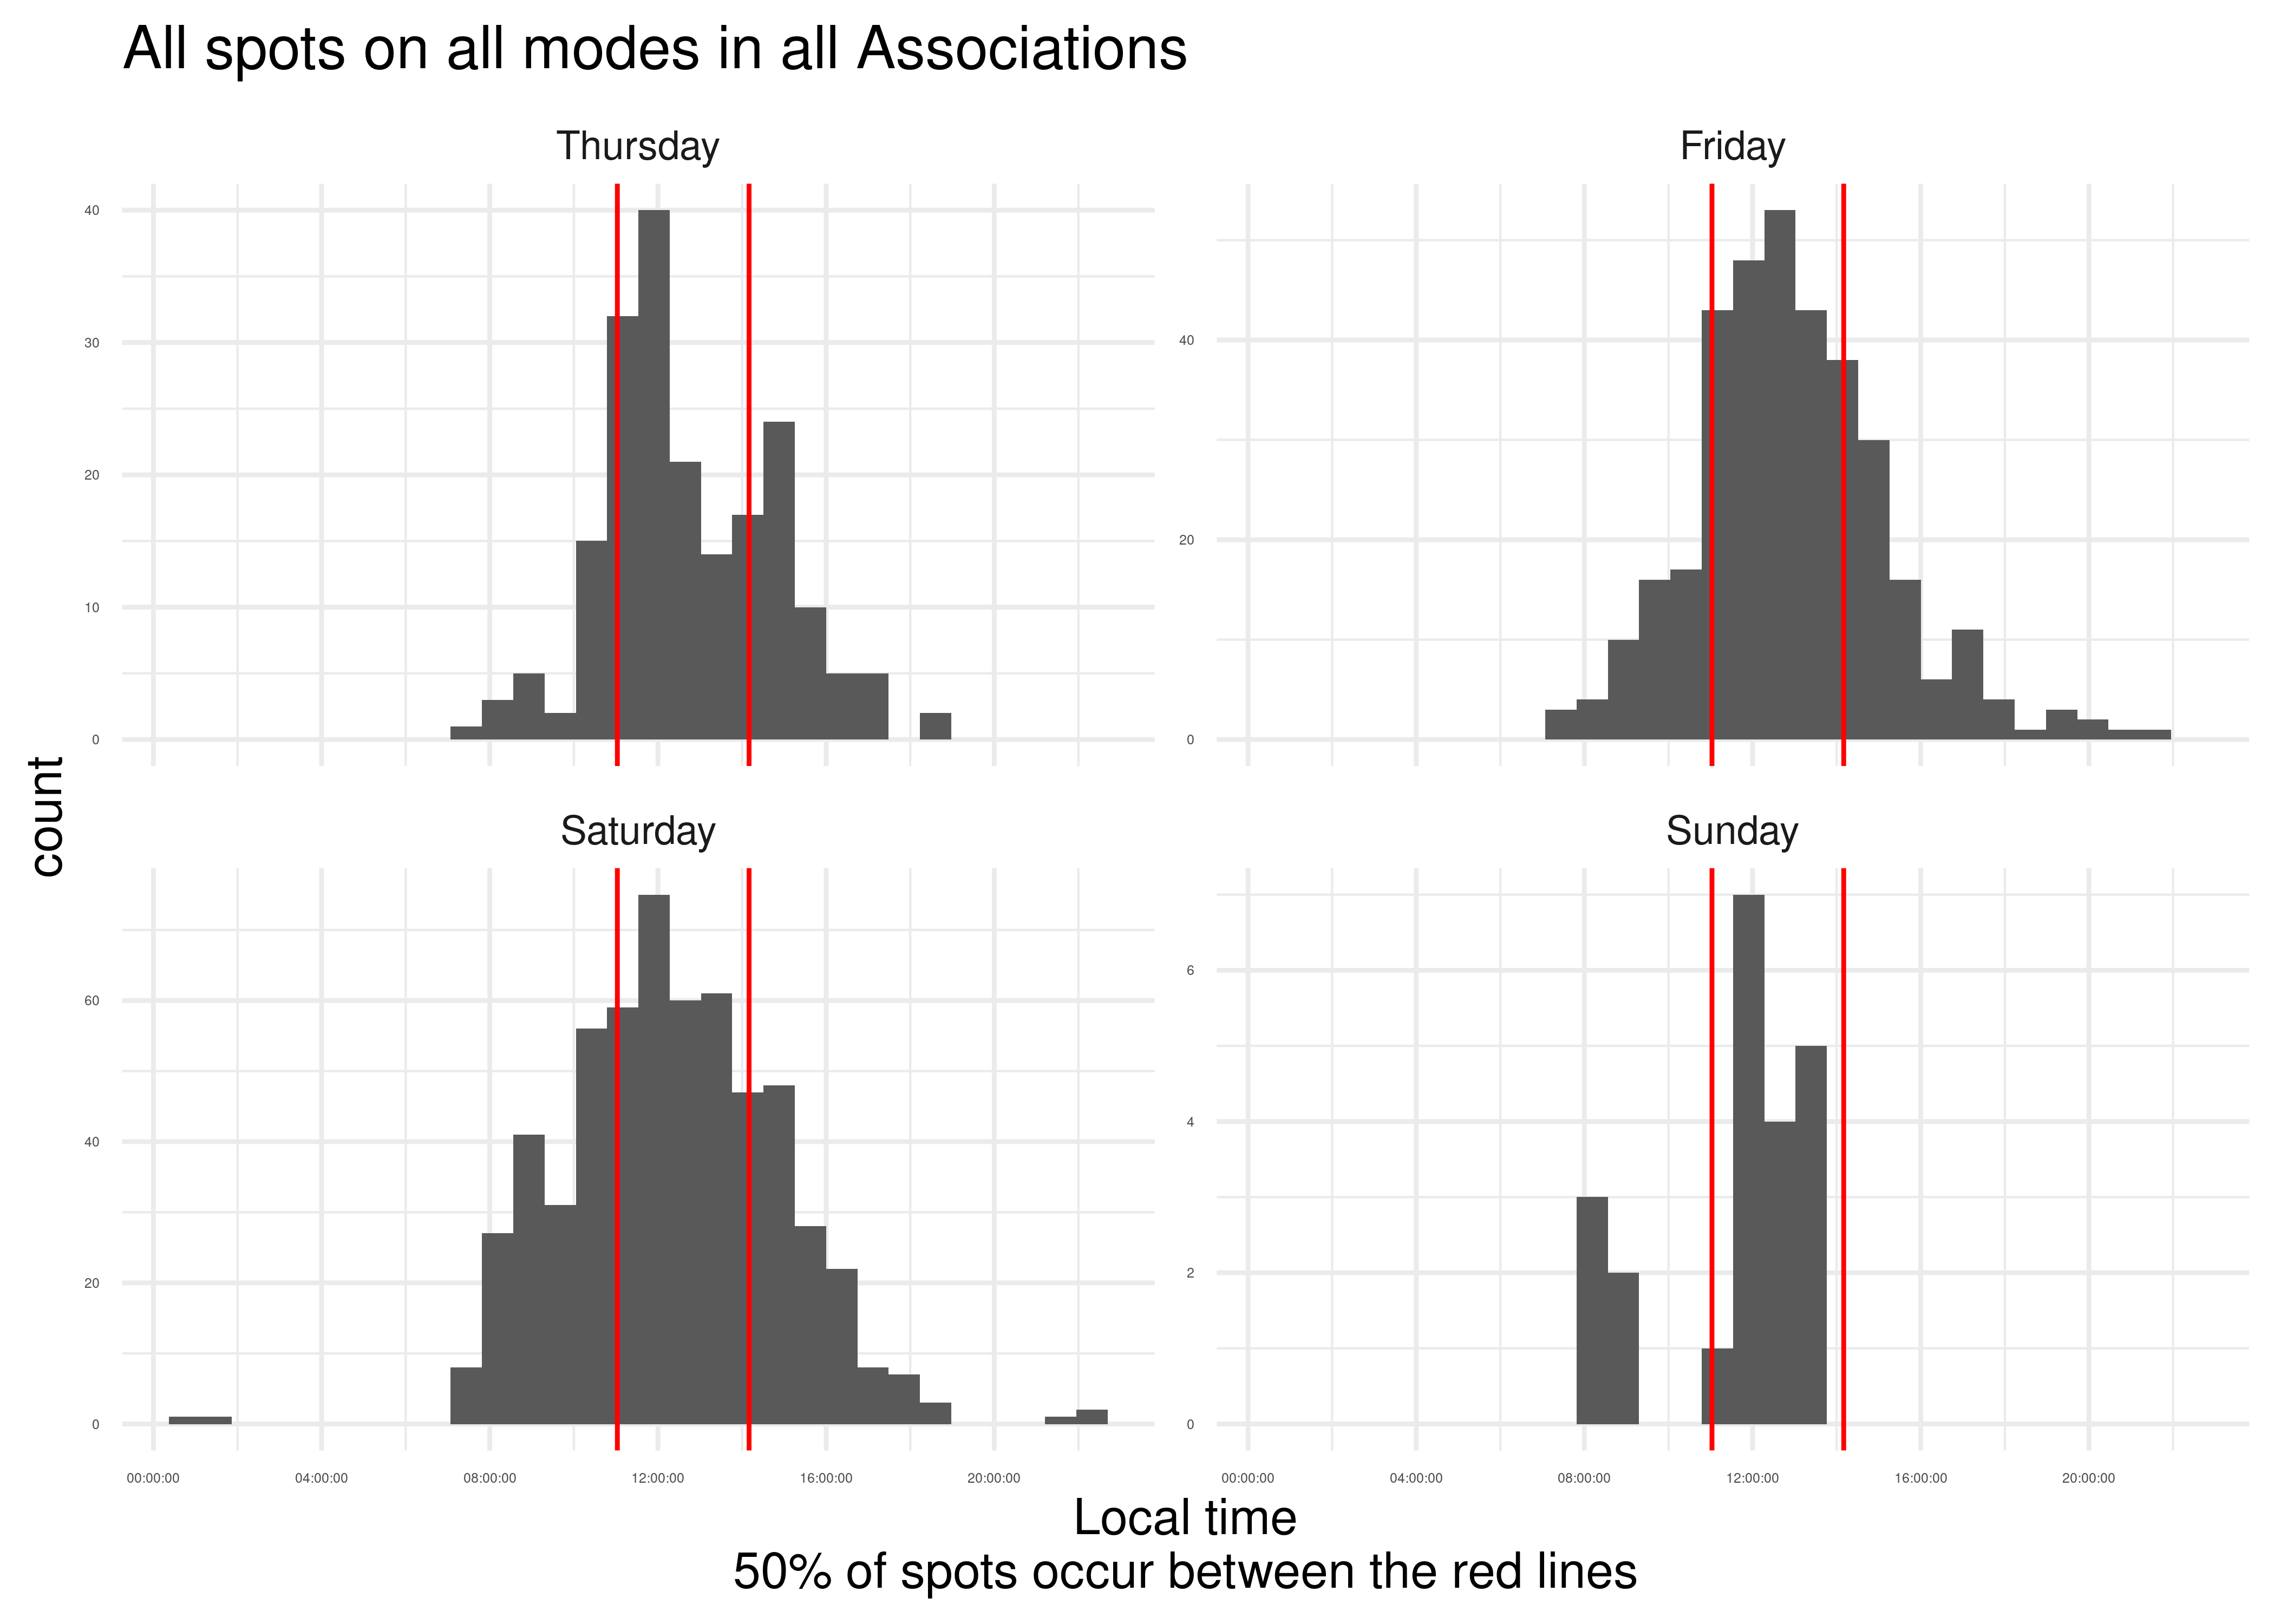 All spots on all modes in all Associations
Thursday
Friday
40
30
20
10
0
40
20
0
count
Saturday
Sunday
60
40
20
0
6
4
2
0
00:00:00 04:00:00 08:00:00 12:00:00 16:00:00 20:00:00
00:00:00 04:00:00 08:00:00 12:00:00 16:00:00 20:00:00
Local time
50% of spots occur between the red lines